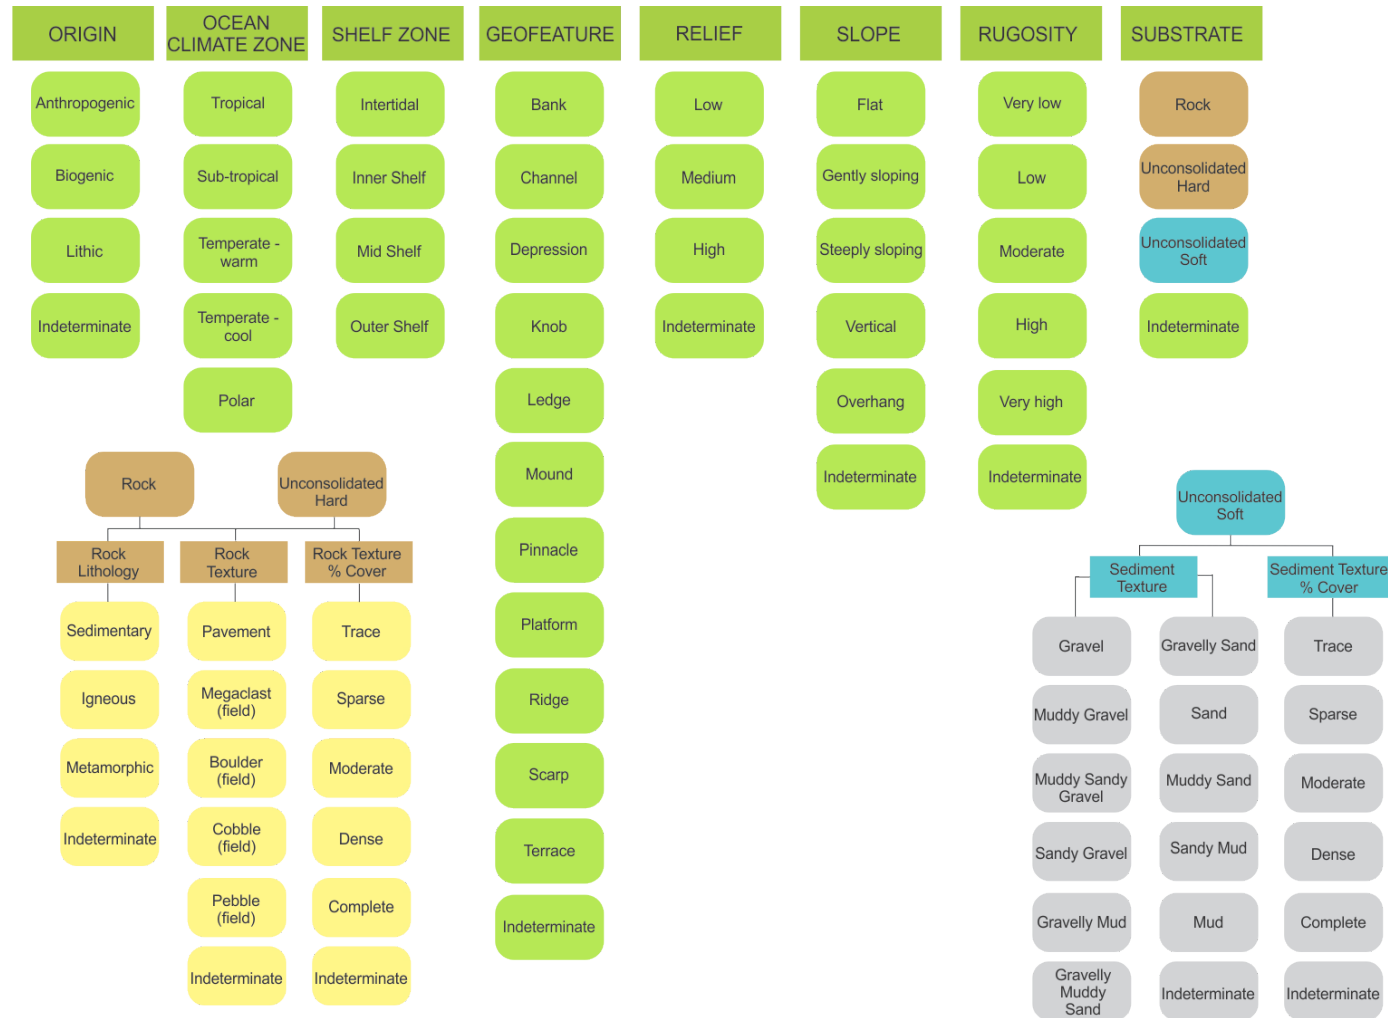 ORIGIN
OCEAN
CLIMATE ZONE
SHELF ZONE
GEOFEATURE
RELIEF
SLOPE
RUGOSITY
SUBSTRATE
Anthropogenic
Biogenic
Lithic
Indeterminate
Tropical
Sub-tropical
Temperate -
warm
Temperate -
cool
Polar
Intertidal
Inner Shelf
Mid Shelf
Outer Shelf
Bank
Channel
Depression
Knob
Ledge
Mound
Pinnacle
Platform
Ridge
Scarp
Terrace
Indeterminate
Low
Medium
High
Indeterminate
Flat
Gently sloping
Steeply sloping
Vertical
Overhang
Indeterminate
Very low
Low
Moderate
High
Very high
Indeterminate
Rock
Unconsolidated
Hard
Unconsolidated
Soft
Indeterminate
Rock
Unconsolidated
Hard
Rock
Lithology
Rock
Texture
Rock Texture
% Cover
Sedimentary
Igneous
Metamorphic
Indeterminate
Pavement
Megaclast
(field)
Boulder
(field)
Cobble
(field)
Pebble
(field)
Indeterminate
Trace
Sparse
Moderate
Dense
Complete
Indeterminate
Unconsolidated
Soft
Sediment
Texture
Sediment Texture
% Cover
Gravel
Muddy Gravel
Muddy Sandy
Gravel
Sandy Gravel
Gravelly Mud
Gravelly
Muddy
Sand
Gravelly Sand
Sand
Muddy Sand
Sandy Mud
Mud
Indeterminate
Trace
Sparse
Moderate
Dense
Complete
Indeterminate